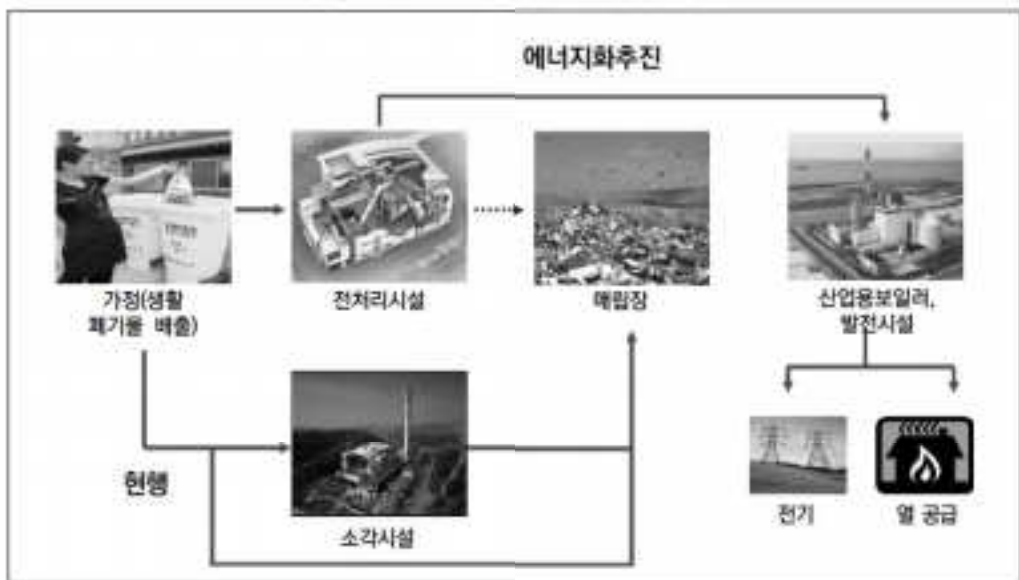 에너지화추진
가정(생활
폐기물 배출)
전처리시설
매립장
산업용보일러,
발전시설
현행
소각시설
전기
열 공급